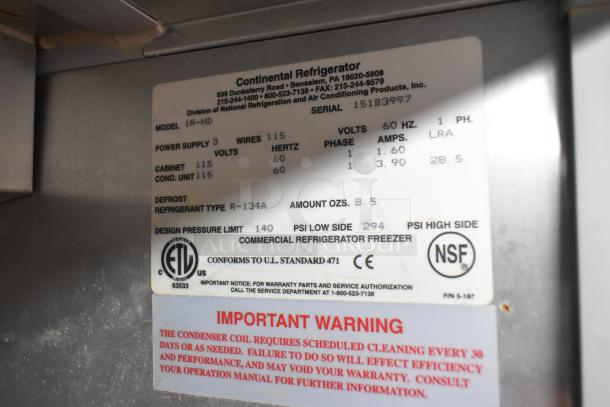 Continental Refrigerator
539 Dunksferry Road • Bensalem, PA 19020-5908
215-244-1400 • 800-523-7138 • FAX: 215-244-9579
Division of National Refrigeration and Air Conditioning Products, Inc.
MODEL 1R-HD SERIAL 151B3997
POWER SUPPLY 3 WIRES 115 VOLTS 60 HZ. 1 PH.
VOLTS HERTZ PHASE AMPS. LRA
CABINET 115 60 1 1.60
COND. UNIT 115 60 1 3.90 28.5
DEFROST
REFRIGERANT TYPE R-134A AMOUNT OZS. 8.5
DESIGN PRESSURE LIMIT 140 PSI LOW SIDE 294 PSI HIGH SIDE
COMMERCIAL REFRIGERATOR FREEZER
CONFORMS TO U.L. STANDARD 471 CE
ETL
C US
53533
NSF
IMPORTANT NOTICE: FOR WARRANTY PARTS AND SERVICE AUTHORIZATION
CALL THE SERVICE DEPARTMENT AT 1-800-523-7138
P/N 5-187
PCI
AUCTION GROUP
IMPORTANT WARNING
THE CONDENSER COIL REQUIRES SCHEDULED CLEANING EVERY 30
DAYS OR AS NEEDED. FAILURE TO DO SO WILL EFFECT EFFICIENCY
AND PERFORMANCE, AND MAY VOID YOUR WARRANTY. CONSULT
YOUR OPERATION MANUAL FOR FURTHER INFORMATION.